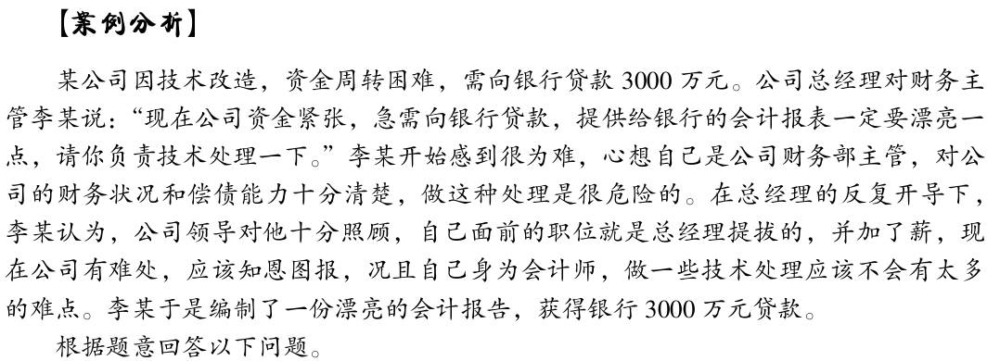 【案例分析】
某公司因技术改造，资金周转困难，需向银行贷款 3000 万元。公司总经理对财务主
管李某说：“现在公司资金紧张，急需向银行贷款，提供给银行的会计报表一定要漂亮一
点，请你负责技术处理一下。”李某开始感到很为难，心想自己是公司财务部主管，对公
司的财务状况和偿债能力十分清楚，做这种处理是很危险的。在总经理的反复开导下，
李某认为，公司领导对他十分照顾，自己面前的职位就是总经理提拔的，并加了薪，现
在公司有难处，应该知恩图报，况且自己身为会计师，做一些技术处理应该不会有太多
的难点。李某于是编制了一份漂亮的会计报告，获得银行 3000 万元贷款。
根据题意回答以下问题。